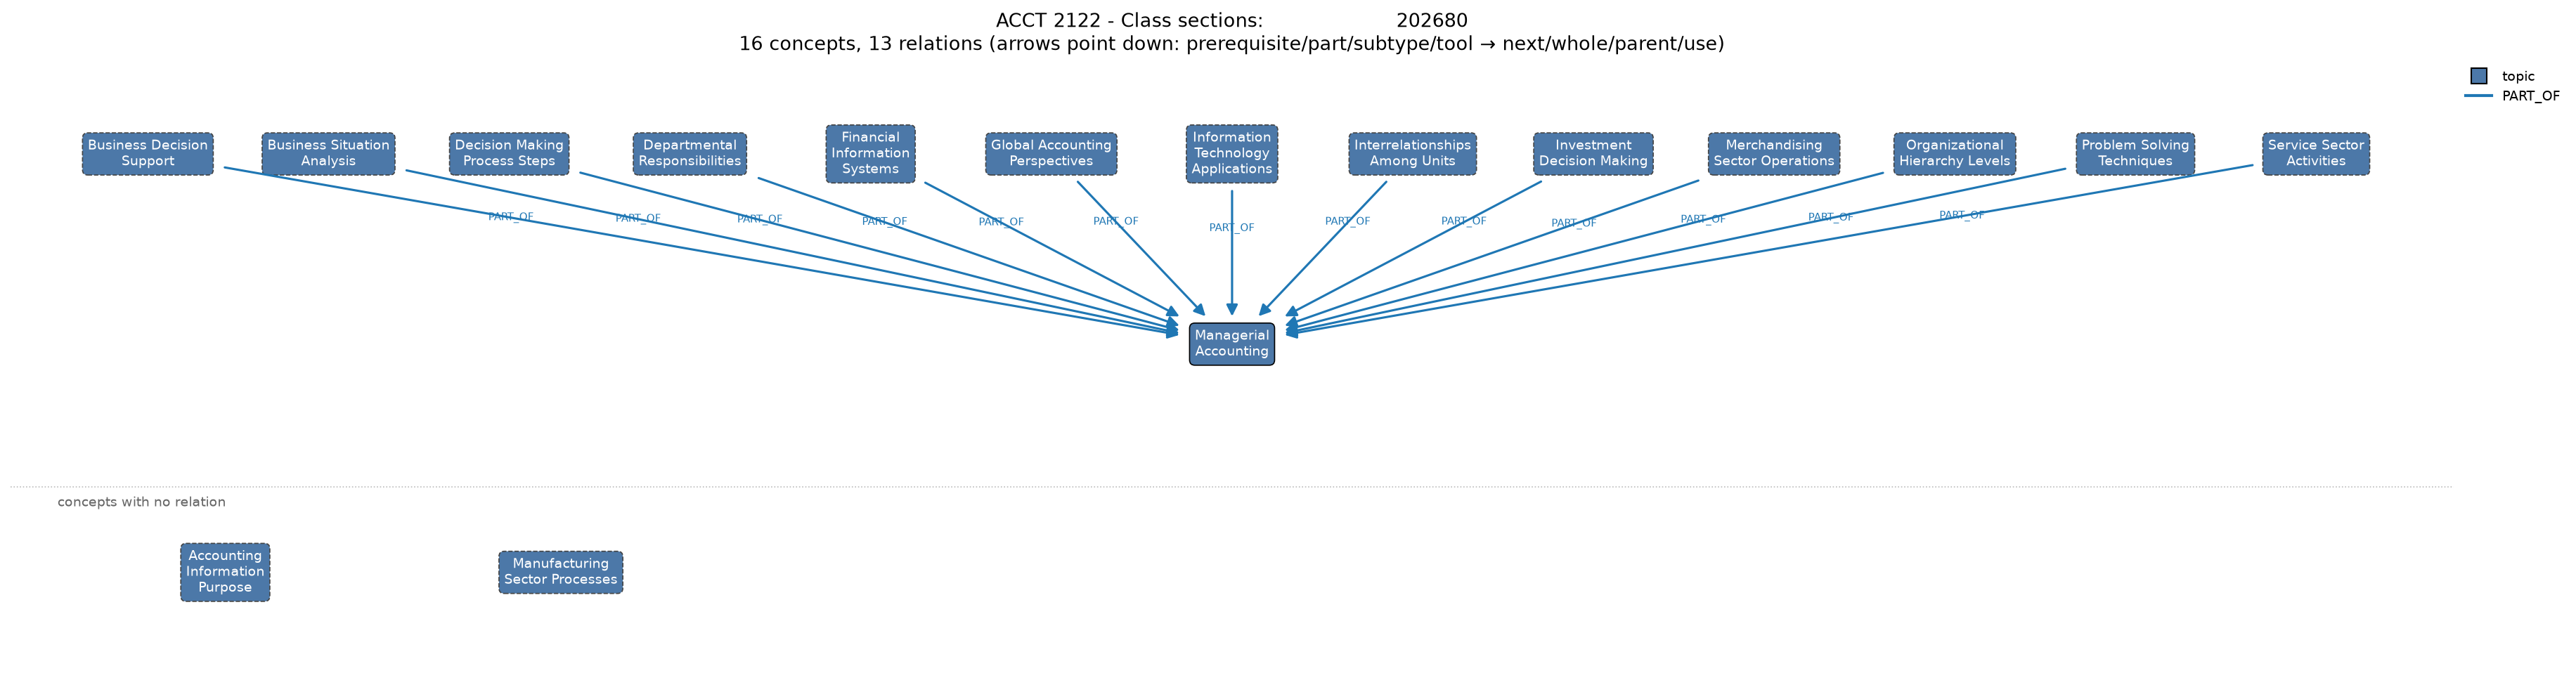 ACCT 2122 - Class sections: 202680
16 concepts, 13 relations (arrows point down: prerequisite/part/subtype/tool → next/whole/parent/use)
topic
PART_OF
Business Decision
Support
Business Situation
Analysis
Decision Making
Process Steps
Departmental
Responsibilities
Financial
Information
Systems
Global Accounting
Perspectives
Information
Technology
Applications
Interrelationships
Among Units
Investment
Decision Making
Merchandising
Sector Operations
Organizational
Hierarchy Levels
Problem Solving
Techniques
Service Sector
Activities
PART_OF
PART_OF
PART_OF
PART_OF
PART_OF
PART_OF
PART_OF
PART_OF
PART_OF
PART_OF
PART_OF
PART_OF
PART_OF
Managerial
Accounting
concepts with no relation
Accounting
Information
Purpose
Manufacturing
Sector Processes